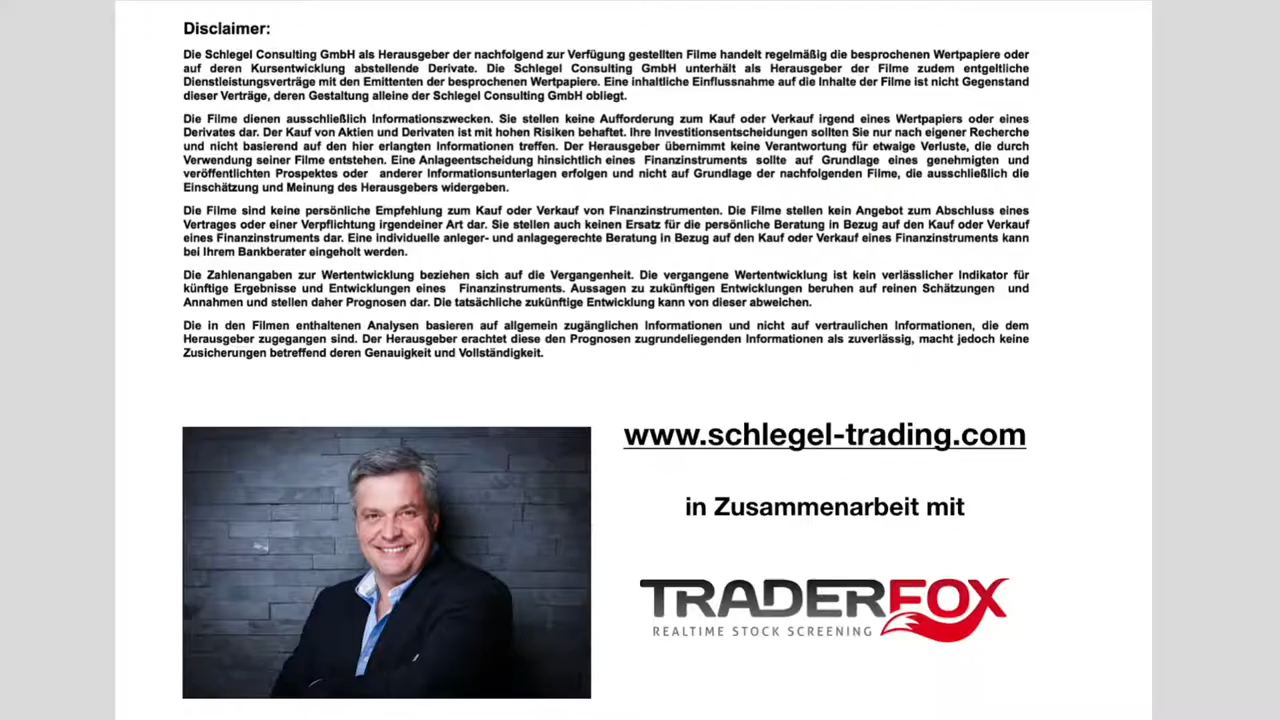 Disclaimer:
Die Schlegel Consulting GmbH als Herausgeber der nachfolgend zur Verfügung gestellten Filme handelt regelmäßig die besprochenen Wertpapiere oder
auf deren Kursentwicklung abstellende Derivate. Die Schlegel Consulting GmbH unterhält als Herausgeber der Filme zudem entgeltliche
Dienstleistungsverträge mit den Emittenten der besprochenen Wertpapiere. Eine inhaltliche Einflussnahme auf die Inhalte der Filme ist nicht Gegenstand
dieser Verträge, deren Gestaltung alleine der Schlegel Consulting GmbH obliegt.
Die Filme dienen ausschließlich Informationszwecken. Sie stellen keine Aufforderung zum Kauf oder Verkauf irgend eines Wertpapiers oder eines
Derivates dar. Der Kauf von Aktien und Derivaten ist mit hohen Risiken behaftet. Ihre Investitionsentscheidungen sollten Sie nur nach eigener Recherche
und nicht basierend auf den hier erlangten Informationen treffen. Der Herausgeber übernimmt keine Verantwortung für etwaige Verluste, die durch
Verwendung seiner Filme entstehen. Eine Anlageentscheidung hinsichtlich eines Finanzinstruments sollte auf Grundlage eines genehmigten und
veröffentlichten Prospektes oder anderer Informationsunterlagen erfolgen und nicht auf Grundlage der nachfolgenden Filme, die ausschließlich die
Einschätzung und Meinung des Herausgebers widergeben.
Die Filme sind keine persönliche Empfehlung zum Kauf oder Verkauf von Finanzinstrumenten. Die Filme stellen kein Angebot zum Abschluss eines
Vertrages oder einer Verpflichtung irgendeiner Art dar. Sie stellen auch keinen Ersatz für die persönliche Beratung in Bezug auf den Kauf oder Verkauf
eines Finanzinstruments dar. Eine individuelle anleger- und anlagegerechte Beratung in Bezug auf den Kauf oder Verkauf eines Finanzinstruments kann
bei Ihrem Bankberater eingeholt werden.
Die Zahlenangaben zur Wertentwicklung beziehen sich auf die Vergangenheit. Die vergangene Wertentwicklung ist kein verlässlicher Indikator für
künftige Ergebnisse und Entwicklungen eines Finanzinstruments. Aussagen zu zukünftigen Entwicklungen beruhen auf reinen Schätzungen und
Annahmen und stellen daher Prognosen dar. Die tatsächliche zukünftige Entwicklung kann von dieser abweichen.
Die in den Filmen enthaltenen Analysen basieren auf allgemein zugänglichen Informationen und nicht auf vertraulichen Informationen, die dem
Herausgeber zugegangen sind. Der Herausgeber erachtet diese den Prognosen zugrundeliegenden Informationen als zuverlässig, macht jedoch keine
Zusicherungen betreffend deren Genauigkeit und Vollständigkeit.
www.schlegel-trading.com
in Zusammenarbeit mit
TRADERFOX
REALTIME STOCK SCREENING